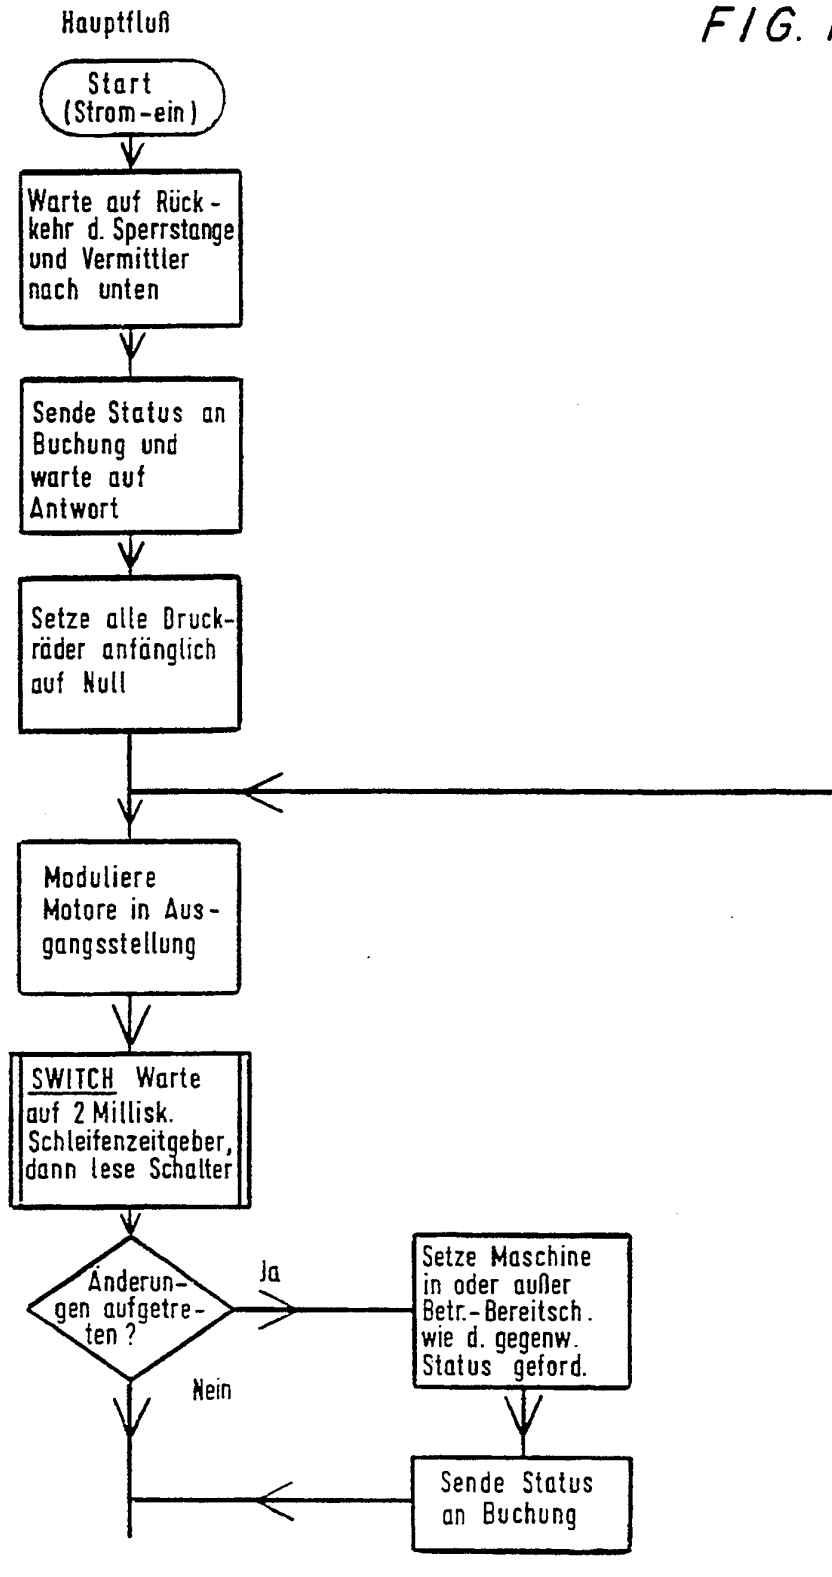 Hauptfluß
FIG.
Start
(Strom-ein)
Warte auf Rück-
kehr d. Sperrstange
und Vermittler
nach unten
Sende Status an
Buchung und
warte auf
Antwort
Setze alle Druck-
räder anfänglich
auf Null
Moduliere
Motore in Aus-
gangsstellung
SWITCH Warte
auf 2 Millisk.
Schleifenzeitgeber,
dann lese Schalter
Änderun-
gen aufgetre-
ten ?
Ja
Nein
Setze Maschine
in oder außer
Betr.-Bereitsch.
wie d. gegenw.
Status geford.
Sende Status
an Buchung